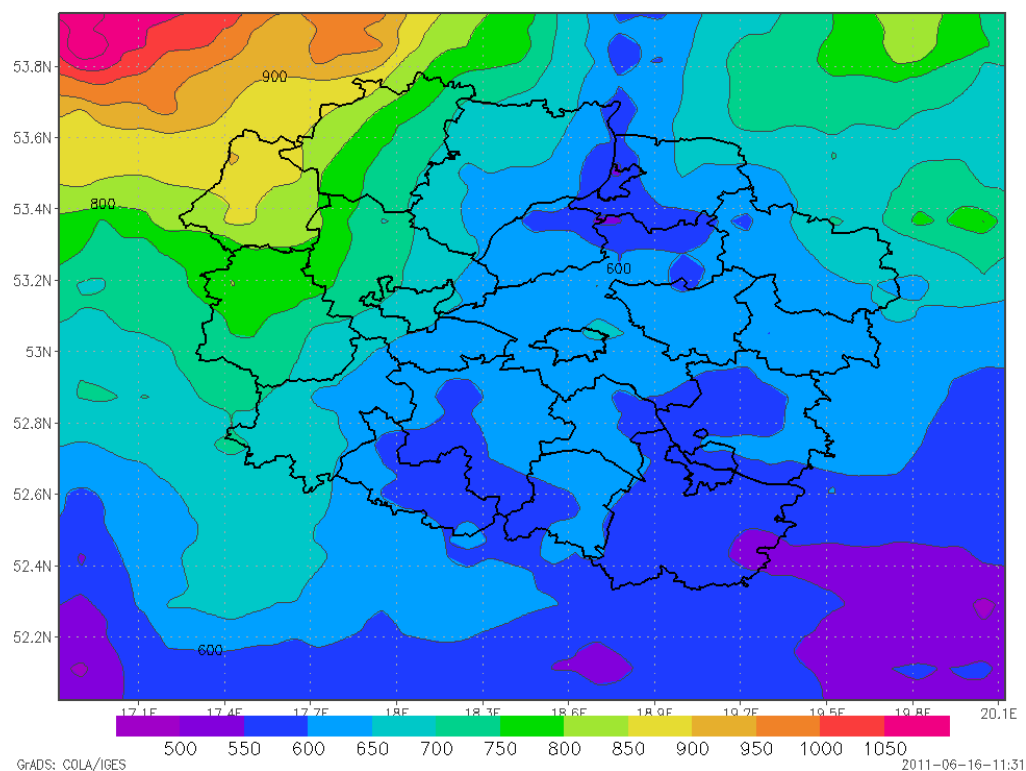 53.8N
900
53.6N
53.4N
800
53.2N
600
53N
52.8N
52.6N
52.4N
52.2N
600
17.1E 17.4E 17.7E 18E 18.3E 18.6E 18.9E 19.2E 19.5E 19.8E 20.1E
500 550 600 650 700 750 800 850 900 950 1000 1050
GrADS: COLA/IGES 2011-06-16-11:31